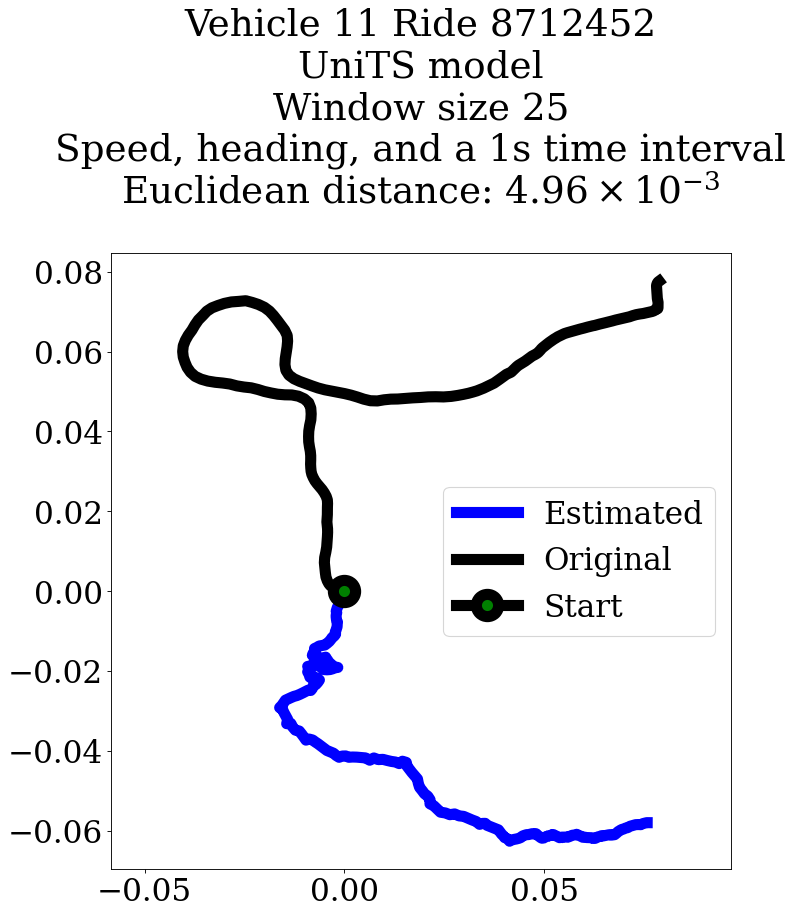 Vehicle 11 Ride 8712452
UniTS model
Window size 25
Speed, heading, and a 1s time interval
Euclidean distance: 4.96 × 10⁻³
0.08
0.06
0.04
0.02
0.00
−0.02
−0.04
−0.06
Estimated
Original
Start
−0.05
0.00
0.05